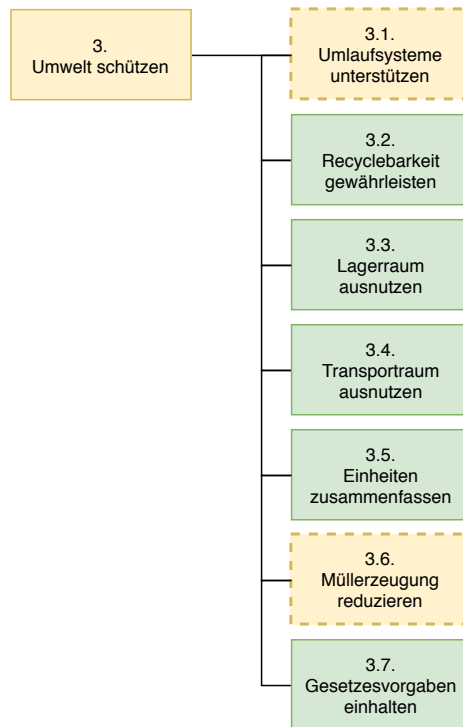 3.
Umwelt schützen
3.1.
Umlaufsysteme
unterstützen
3.2.
Recyclebarkeit
gewährleisten
3.3.
Lagerraum
ausnutzen
3.4.
Transportraum
ausnutzen
3.5.
Einheiten
zusammenfassen
3.6.
Müllerzeugung
reduzieren
3.7.
Gesetzesvorgaben
einhalten